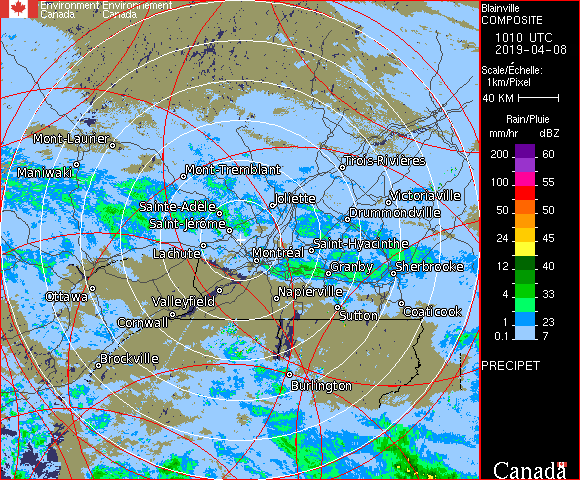 Environment Environnement
Canada Canada
Blainville
COMPOSITE
1010 UTC
2019-04-08
Scale/Échelle:
1km/Pixel
40 KM
Rain/Pluie
mm/hr dBZ
200 60
100 55
50 50
24 45
12 40
4 33
1 23
0.1 7
PRECIPET
Mont-Laurier
Maniwaki
Mont-Tremblant
Trois-Rivières
Joliette
Victoriaville
Sainte-Adèle
Drummondville
Saint-Jérôme
Lachute
Montréal
Saint-Hyacinthe
Granby
Sherbrooke
Ottawa
Valleyfield
Napierville
Cornwall
Sutton
Coaticook
Brockville
Burlington
Canada